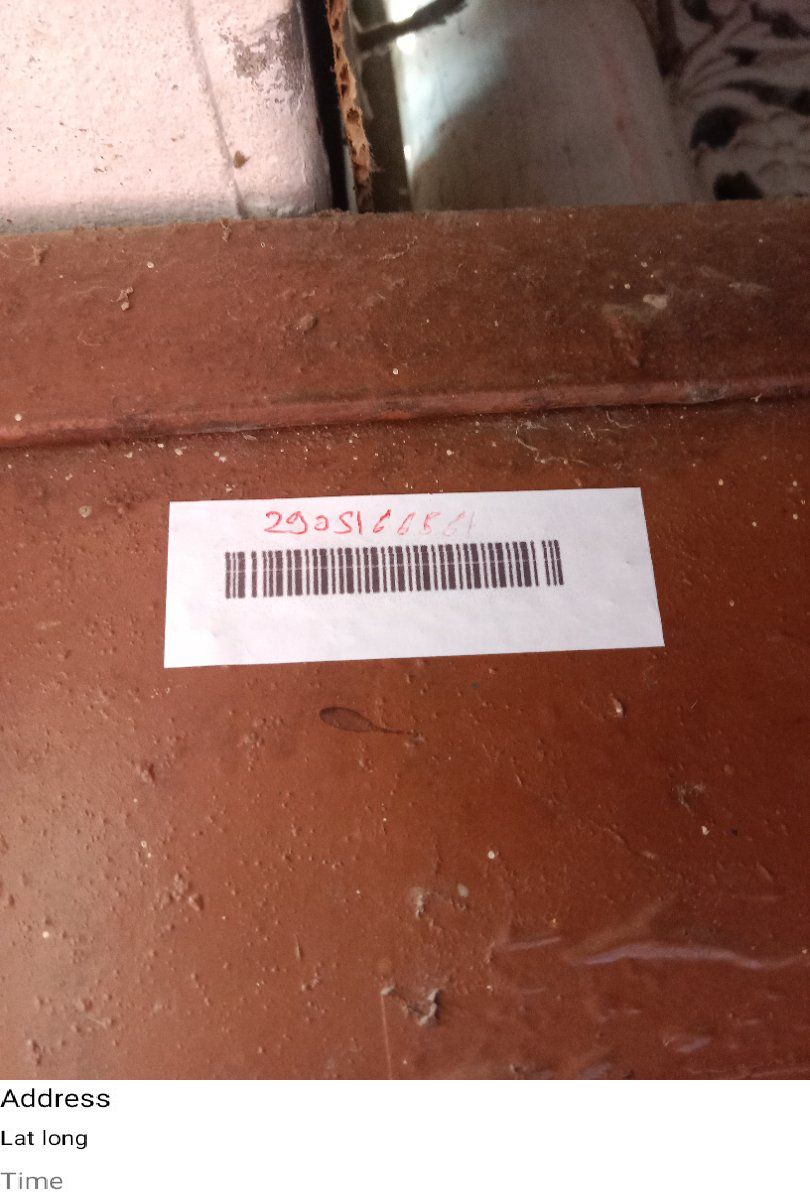 2905166561
Address
Lat long
Time